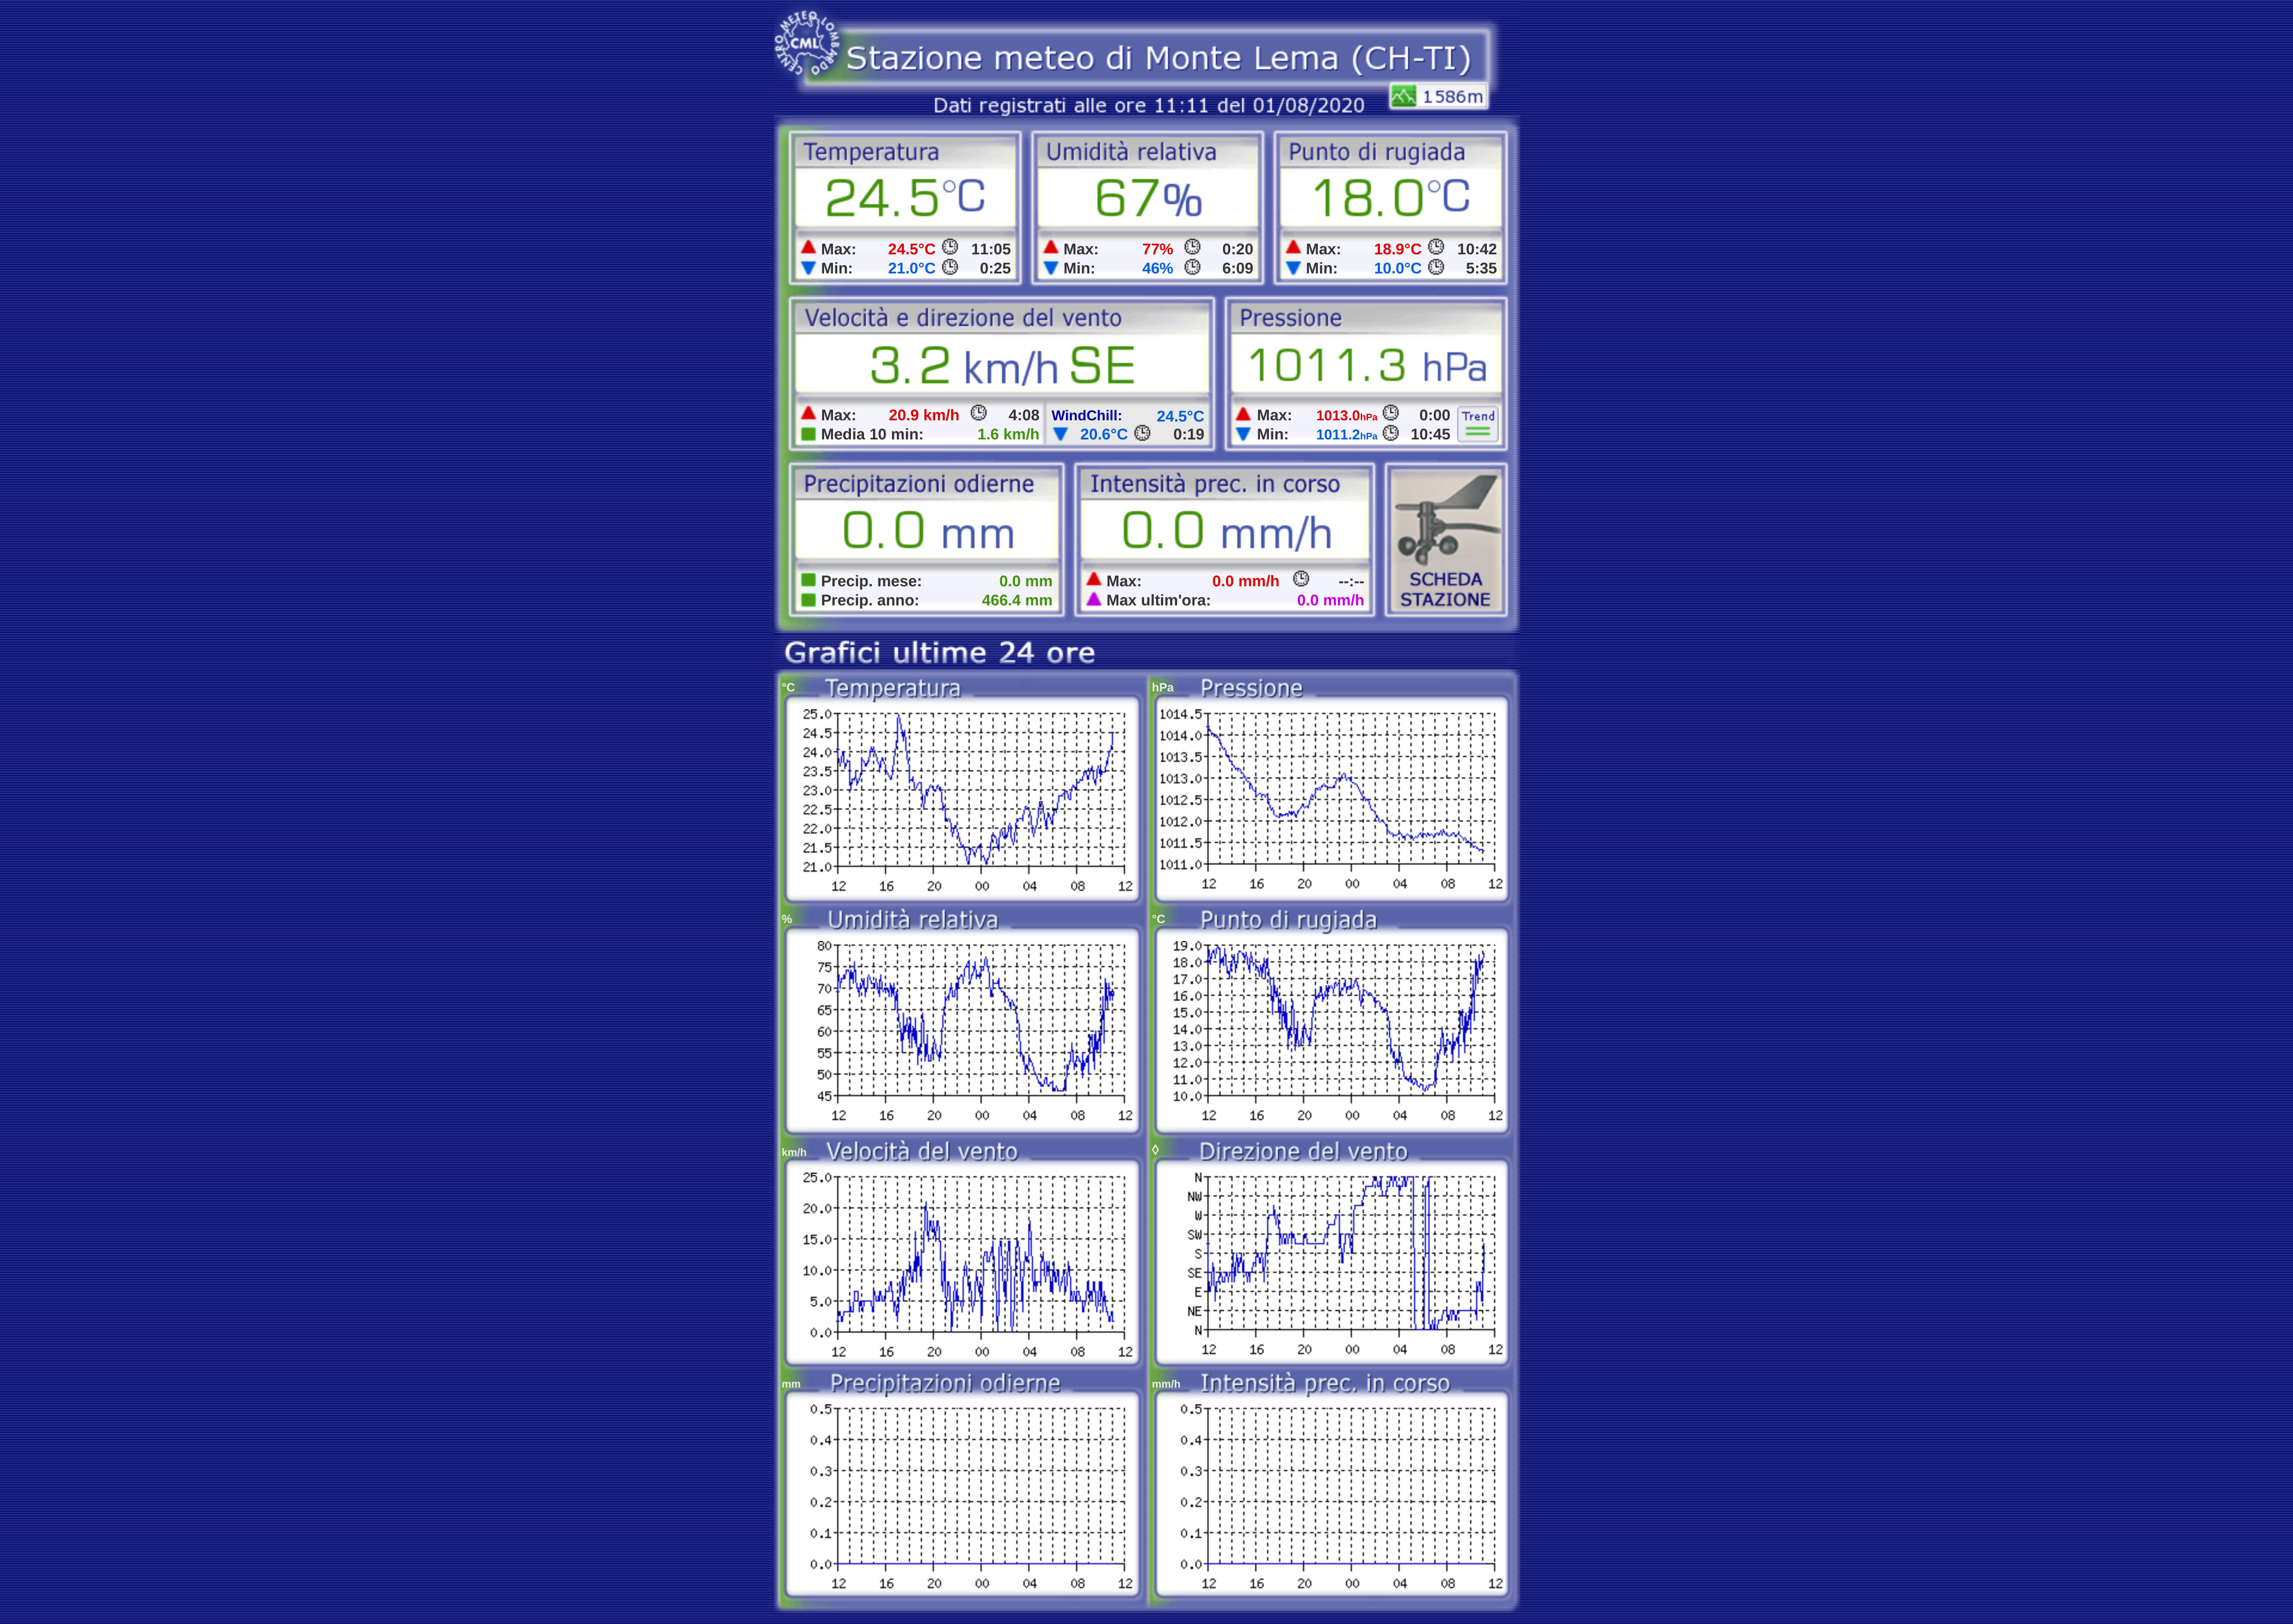 CENTRO METEO LOMBARDO
CML
Stazione meteo di Monte Lema (CH-TI)
1586m
Dati registrati alle ore 11:11 del 01/08/2020
Temperatura
24.5°C
Max: 24.5°C 11:05
Min: 21.0°C 0:25
Umidità relativa
67%
Max: 77% 0:20
Min: 46% 6:09
Punto di rugiada
18.0°C
Max: 18.9°C 10:42
Min: 10.0°C 5:35
Velocità e direzione del vento
3.2 km/h SE
Max: 20.9 km/h 4:08
Media 10 min: 1.6 km/h
WindChill: 24.5°C
20.6°C 0:19
Pressione
1011.3 hPa
Max: 1013.0hPa 0:00
Min: 1011.2hPa 10:45
Trend
Precipitazioni odierne
0.0 mm
Precip. mese: 0.0 mm
Precip. anno: 466.4 mm
Intensità prec. in corso
0.0 mm/h
Max: 0.0 mm/h --:--
Max ultim'ora: 0.0 mm/h
SCHEDA
STAZIONE
Grafici ultime 24 ore
°C Temperatura
25.0
24.5
24.0
23.5
23.0
22.5
22.0
21.5
21.0
12 16 20 00 04 08 12
hPa Pressione
1014.5
1014.0
1013.5
1013.0
1012.5
1012.0
1011.5
1011.0
12 16 20 00 04 08 12
% Umidità relativa
80
75
70
65
60
55
50
45
12 16 20 00 04 08 12
°C Punto di rugiada
19.0
18.0
17.0
16.0
15.0
14.0
13.0
12.0
11.0
10.0
12 16 20 00 04 08 12
km/h Velocità del vento
25.0
20.0
15.0
10.0
5.0
0.0
12 16 20 00 04 08 12
◊ Direzione del vento
N
NW
W
SW
S
SE
E
NE
N
12 16 20 00 04 08 12
mm Precipitazioni odierne
0.5
0.4
0.3
0.2
0.1
0.0
12 16 20 00 04 08 12
mm/h Intensità prec. in corso
0.5
0.4
0.3
0.2
0.1
0.0
12 16 20 00 04 08 12